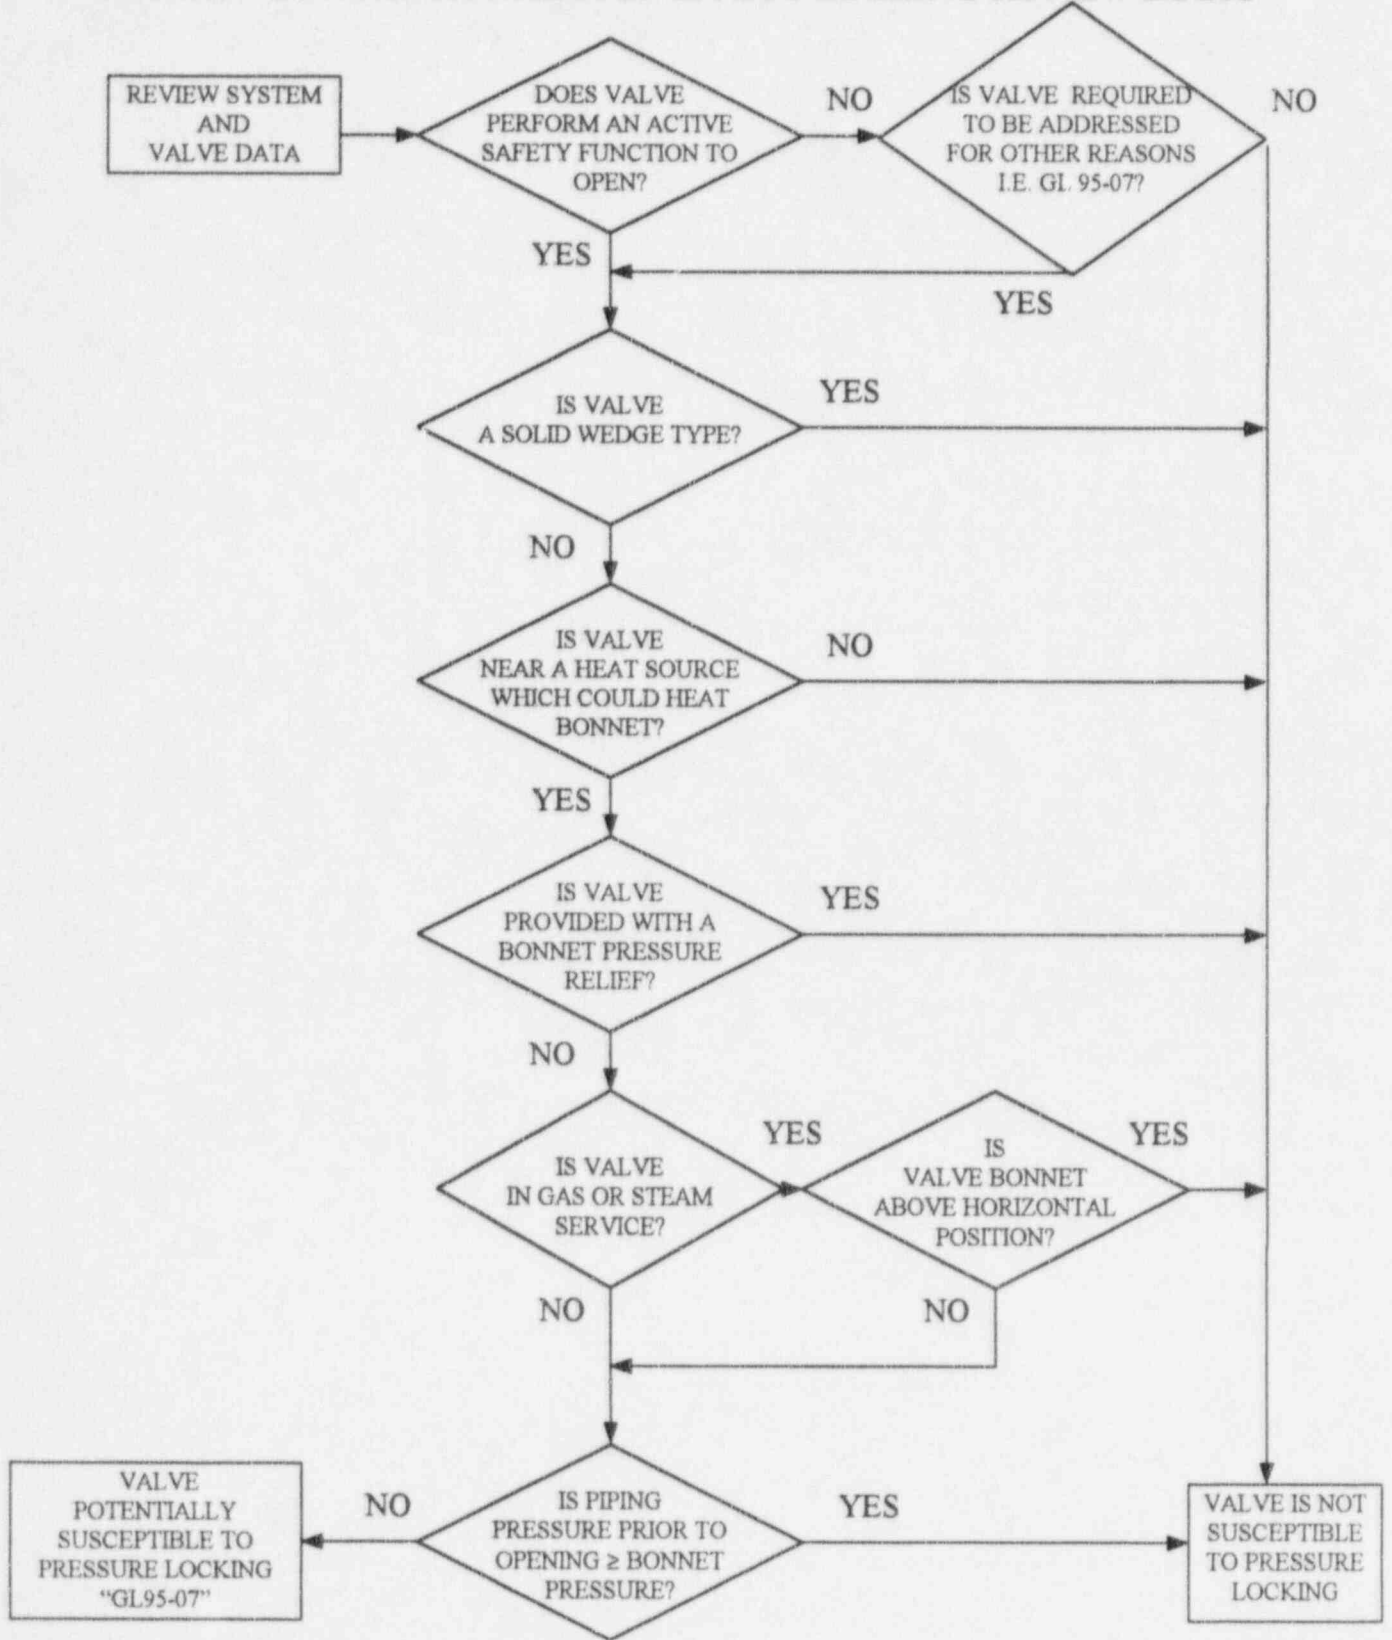 REVIEW SYSTEM
AND
VALVE DATA
DOES VALVE
PERFORM AN ACTIVE
SAFETY FUNCTION TO
OPEN?
NO
IS VALVE REQUIRED
TO BE ADDRESSED
FOR OTHER REASONS
I.E. GL 95-07?
NO
YES
YES
IS VALVE
A SOLID WEDGE TYPE?
YES
NO
IS VALVE
NEAR A HEAT SOURCE
WHICH COULD HEAT
BONNET?
NO
YES
IS VALVE
PROVIDED WITH A
BONNET PRESSURE
RELIEF?
YES
NO
IS VALVE
IN GAS OR STEAM
SERVICE?
YES
IS
VALVE BONNET
ABOVE HORIZONTAL
POSITION?
YES
NO
NO
IS PIPING
PRESSURE PRIOR TO
OPENING ≥ BONNET
PRESSURE?
NO
YES
VALVE
POTENTIALLY
SUSCEPTIBLE TO
PRESSURE LOCKING
"GL95-07"
VALVE IS NOT
SUSCEPTIBLE
TO PRESSURE
LOCKING